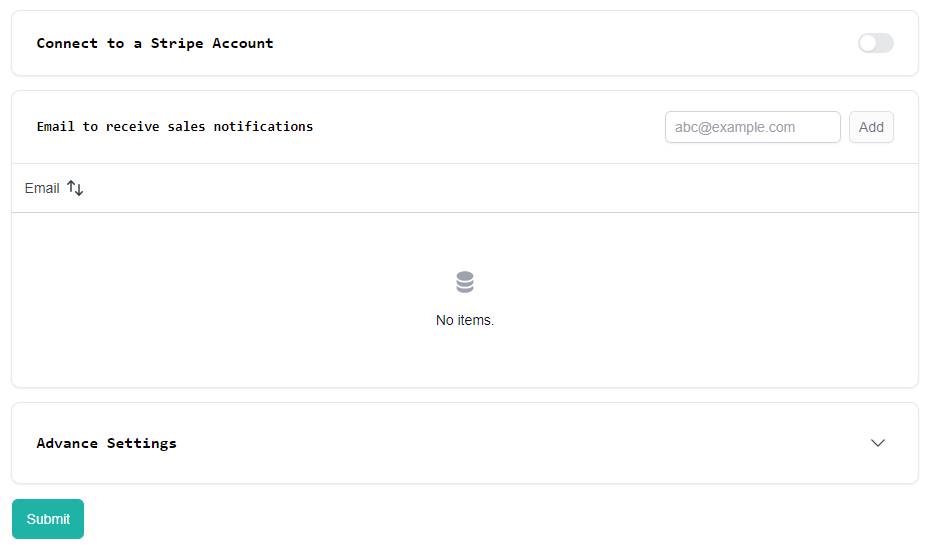 Connect to a Stripe Account
Email to receive sales notifications
abc@example.com
Add
Email
No items.
Advance Settings
Submit